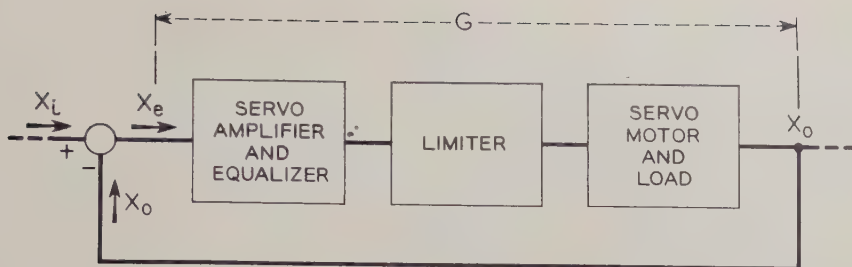 G
Xi
Xe
Xo
+
-
Xo
SERVO
AMPLIFIER
AND
EQUALIZER
LIMITER
SERVO
MOTOR
AND
LOAD